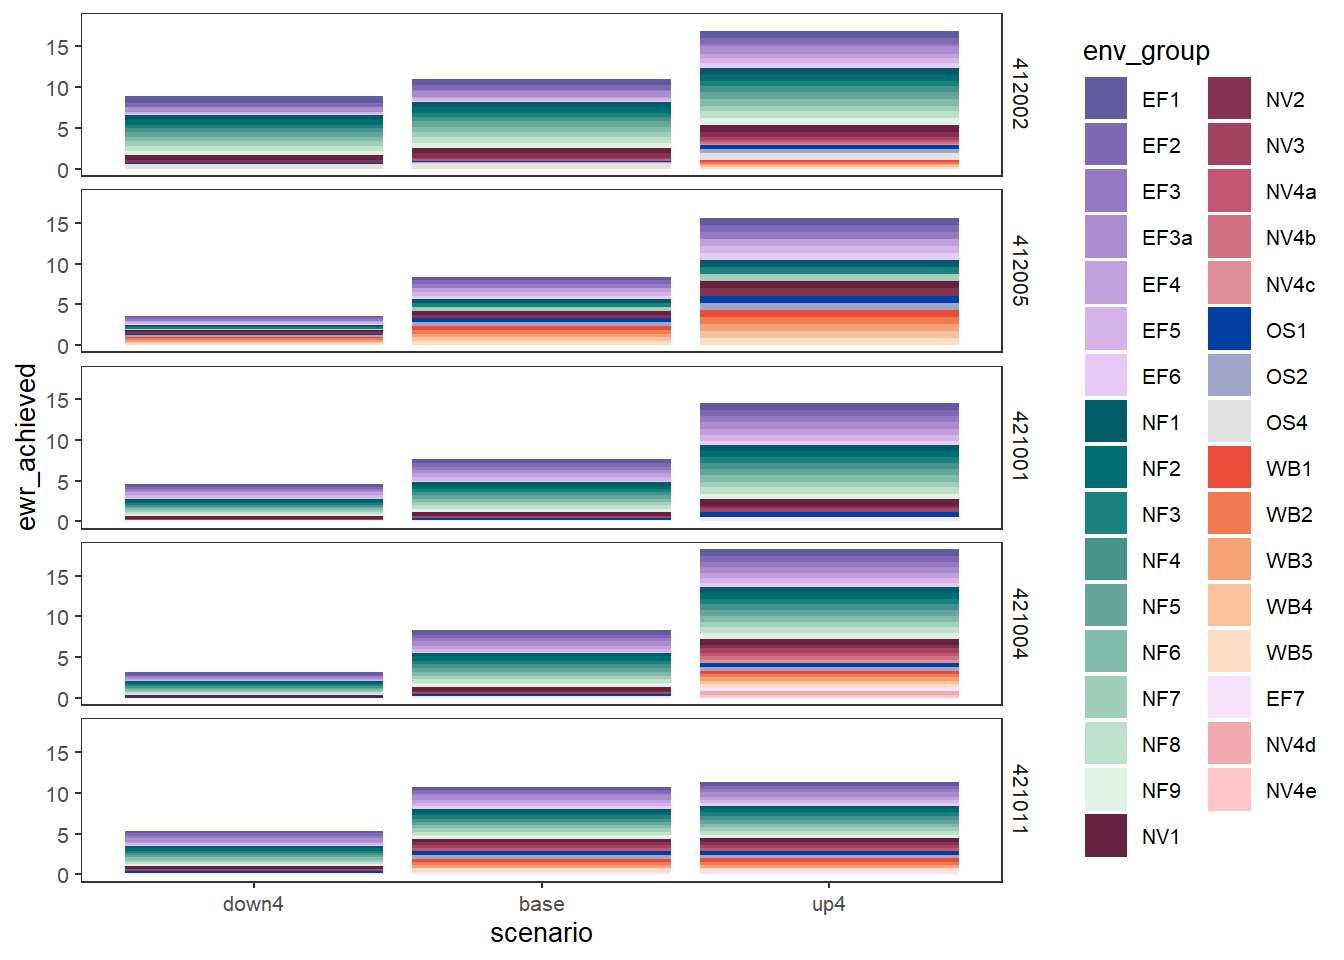 ewr_achieved
15
10
5
0
412002
15
10
5
0
412005
15
10
5
0
421001
15
10
5
0
421004
15
10
5
0
421011
down4
base
up4
scenario
env_group
EF1
EF2
EF3
EF3a
EF4
EF5
EF6
NF1
NF2
NF3
NF4
NF5
NF6
NF7
NF8
NF9
NV1
NV2
NV3
NV4a
NV4b
NV4c
OS1
OS2
OS4
WB1
WB2
WB3
WB4
WB5
EF7
NV4d
NV4e